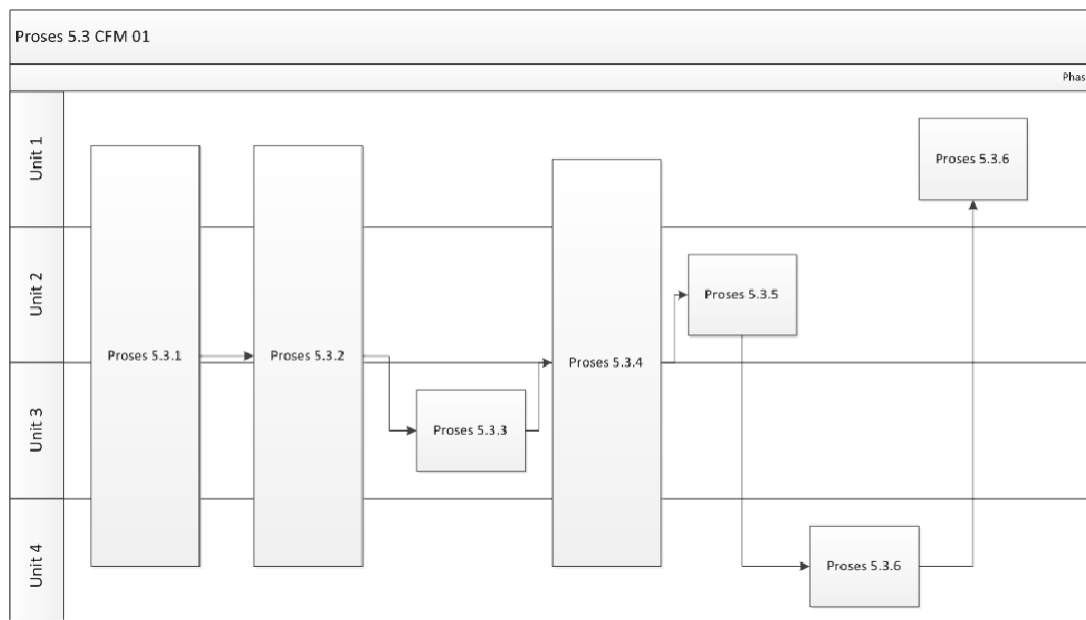 Proses 5.3 CFM 01
Phas
Unit 1
Proses 5.3.6
Unit 2
Proses 5.3.5
Proses 5.3.1
Proses 5.3.2
Proses 5.3.4
Unit 3
Proses 5.3.3
Unit 4
Proses 5.3.6